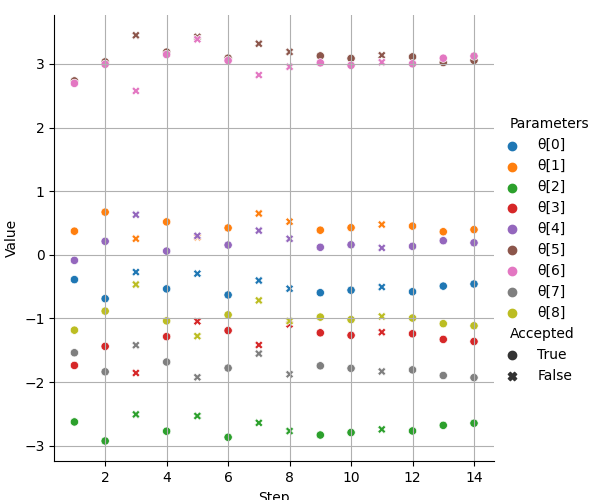 3
2
1
0
−1
−2
−3
Value
2
4
6
8
10
12
14
Step
Parameters
θ[0]
θ[1]
θ[2]
θ[3]
θ[4]
θ[5]
θ[6]
θ[7]
θ[8]
Accepted
True
False